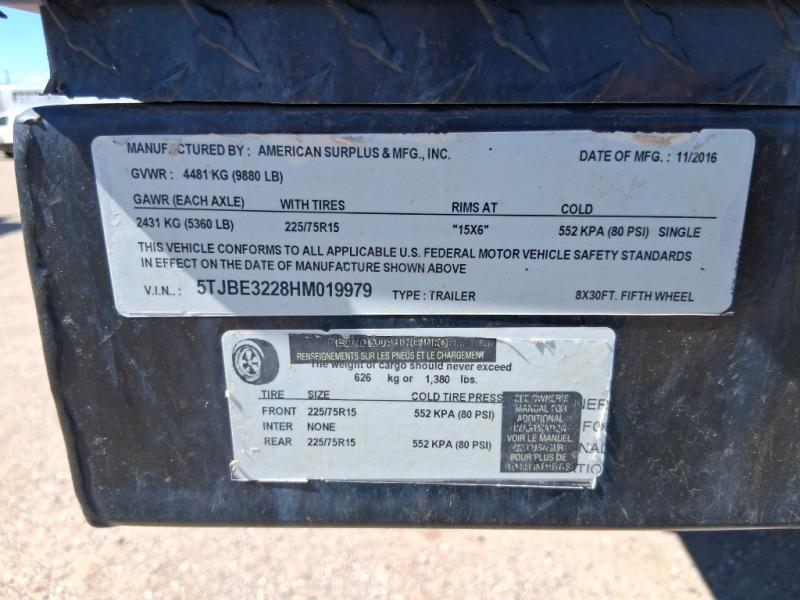 MANUFACTURED BY : AMERICAN SURPLUS & MFG., INC. DATE OF MFG. : 11/2016
GVWR : 4481 KG (9880 LB)
GAWR (EACH AXLE) WITH TIRES RIMS AT COLD
2431 KG (5360 LB) 225/75R15 "15X6" 552 KPA (80 PSI) SINGLE
THIS VEHICLE CONFORMS TO ALL APPLICABLE U.S. FEDERAL MOTOR VEHICLE SAFETY STANDARDS
IN EFFECT ON THE DATE OF MANUFACTURE SHOWN ABOVE
V.I.N.. : 5TJBE3228HM019979 TYPE : TRAILER 8X30FT. FIFTH WHEEL
RENSEIGNEMENTS SUR LES PNEUS ET LE CHARGEMENT
The weight of cargo should never exceed
626 kg or 1,380 lbs.
TIRE SIZE COLD TIRE PRESS
FRONT 225/75R15 552 KPA (80 PSI)
INTER NONE
REAR 225/75R15 552 KPA (80 PSI)
SEE OWNER'S
MANUAL FOR
ADDITIONAL
INFORMATION
VOIR LE MANUEL
DE L'USAGER
POUR PLUS DE